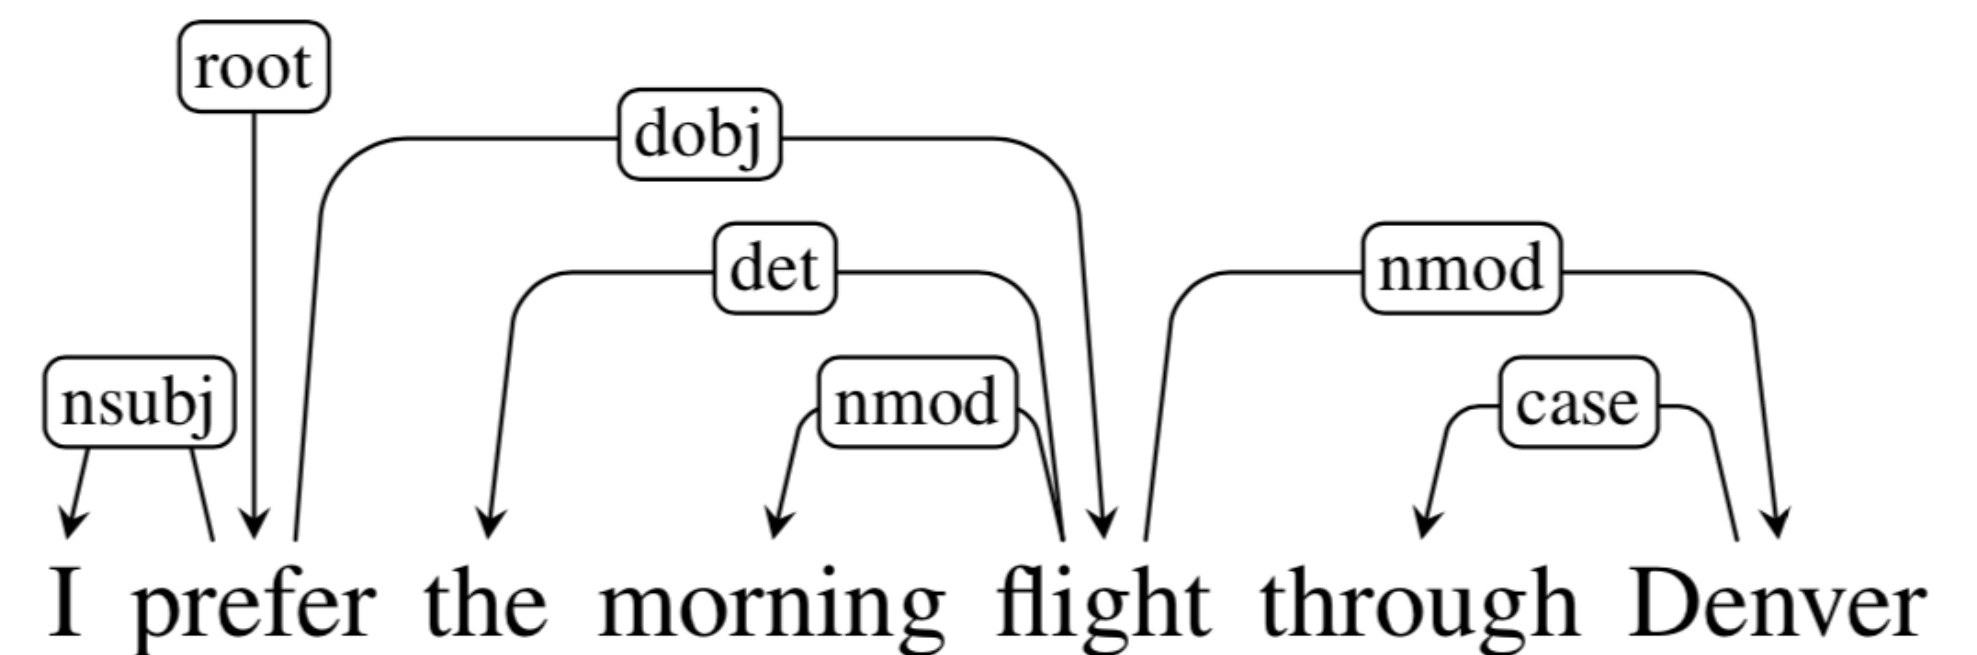 root
dobj
det nmod
nsubj nmod case
I prefer the morning flight through Denver